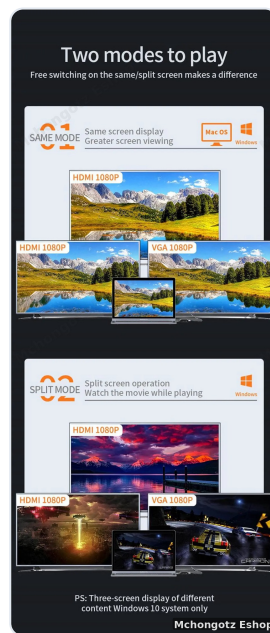 Two modes to play
Free switching on the same/split screen makes a difference
01
SAME MODE
Same screen display
Greater screen viewing
Mac OS
Windows
HDMI 1080P
HDMI 1080P
VGA 1080P
02
SPLIT MODE
Split screen operation
Watch the movie while playing
Windows
HDMI 1080P
HDMI 1080P
VGA 1080P
PS: Three-screen display of different
content Windows 10 system only
Mchongotz Eshop